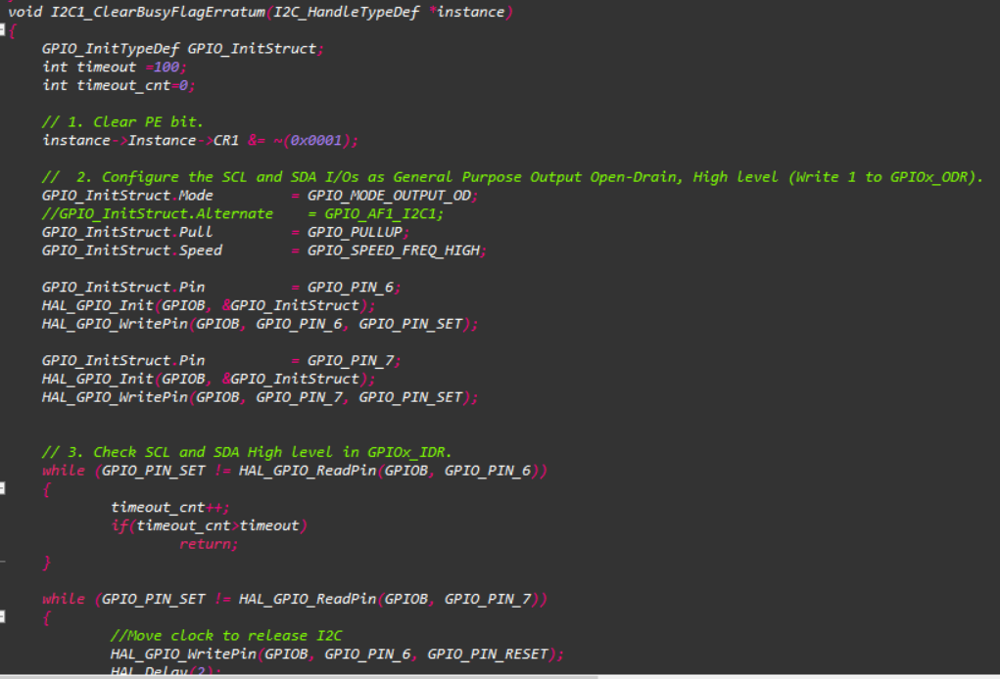 void I2C1_ClearBusyFlagErratum(I2C_HandleTypeDef *instance)
{
GPIO_InitTypeDef GPIO_InitStruct;
int timeout =100;
int timeout_cnt=0;
// 1. Clear PE bit.
instance->Instance->CR1 &= ~(0x0001);
//  2. Configure the SCL and SDA I/Os as General Purpose Output Open-Drain, High level (Write 1 to GPIOx_ODR).
GPIO_InitStruct.Mode         = GPIO_MODE_OUTPUT_OD;
//GPIO_InitStruct.Alternate    = GPIO_AF1_I2C1;
GPIO_InitStruct.Pull         = GPIO_PULLUP;
GPIO_InitStruct.Speed        = GPIO_SPEED_FREQ_HIGH;
GPIO_InitStruct.Pin          = GPIO_PIN_6;
HAL_GPIO_Init(GPIOB, &GPIO_InitStruct);
HAL_GPIO_WritePin(GPIOB, GPIO_PIN_6, GPIO_PIN_SET);
GPIO_InitStruct.Pin          = GPIO_PIN_7;
HAL_GPIO_Init(GPIOB, &GPIO_InitStruct);
HAL_GPIO_WritePin(GPIOB, GPIO_PIN_7, GPIO_PIN_SET);
// 3. Check SCL and SDA High level in GPIOx_IDR.
while (GPIO_PIN_SET != HAL_GPIO_ReadPin(GPIOB, GPIO_PIN_6))
{
timeout_cnt++;
if(timeout_cnt>timeout)
return;
}
while (GPIO_PIN_SET != HAL_GPIO_ReadPin(GPIOB, GPIO_PIN_7))
{
//Move clock to release I2C
HAL_GPIO_WritePin(GPIOB, GPIO_PIN_6, GPIO_PIN_RESET);
HAL_Delay(2);